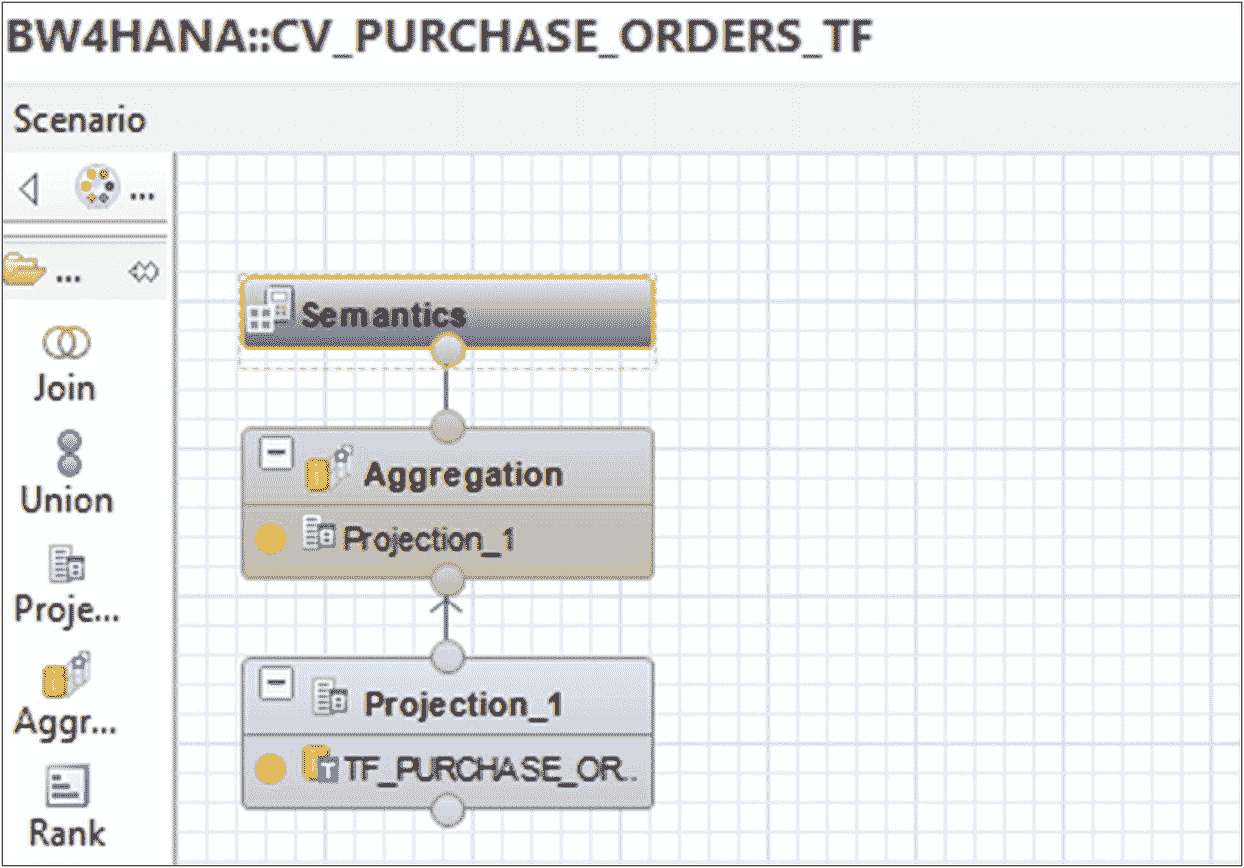 BW4HANA::CV_PURCHASE_ORDERS_TF
Scenario
...
...
Join
Union
Proje...
Aggr...
Rank
Semantics
Aggregation
Projection_1
Projection_1
TF_PURCHASE_OR..